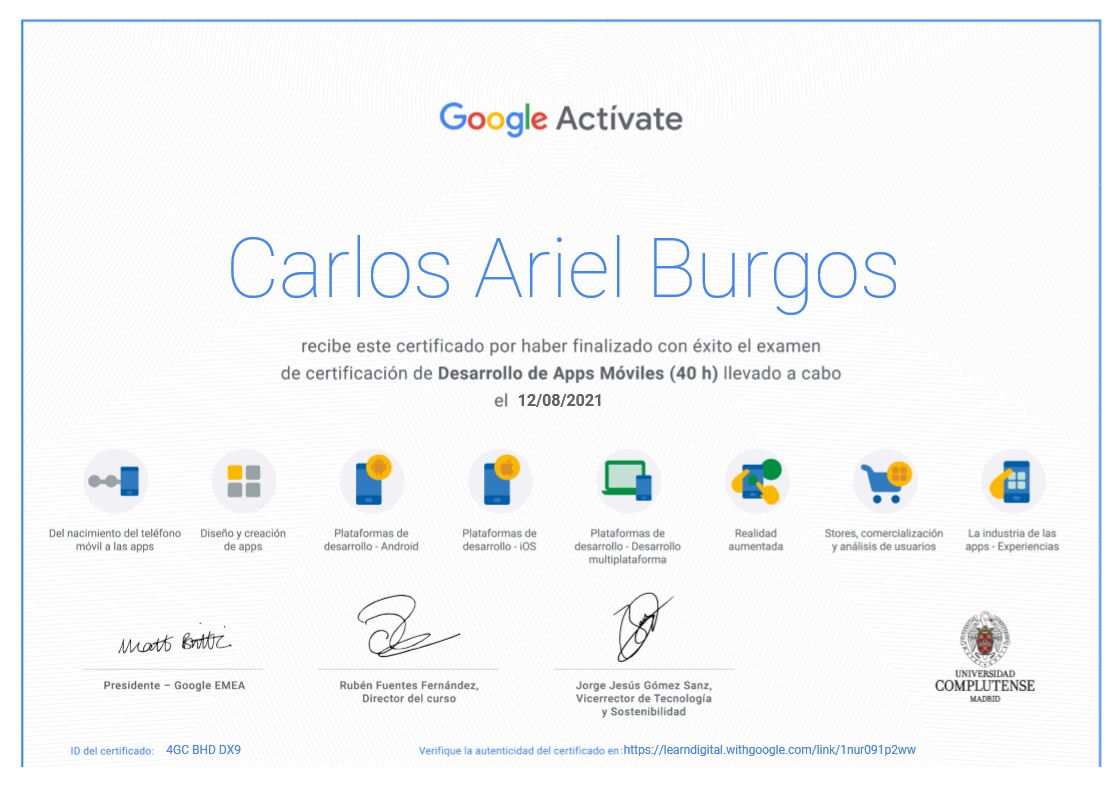 Google Actívate
Carlos Ariel Burgos
recibe este certificado por haber finalizado con éxito el examen
de certificación de Desarrollo de Apps Móviles (40 h) llevado a cabo
el 12/08/2021
Del nacimiento del teléfono
móvil a las apps
Diseño y creación
de apps
Plataformas de
desarrollo - Android
Plataformas de
desarrollo - iOS
Plataformas de
desarrollo - Desarrollo
multiplataforma
Realidad
aumentada
Stores, comercialización
y análisis de usuarios
La industria de las
apps - Experiencias
Matt Brittin
Presidente – Google EMEA
Rubén Fuentes Fernández,
Director del curso
Jorge Jesús Gómez Sanz,
Vicerrector de Tecnología
y Sostenibilidad
UNIVERSIDAD
COMPLUTENSE
MADRID
ID del certificado: 4GC BHD DX9
Verifique la autenticidad del certificado en: https://learndigital.withgoogle.com/link/1nur091p2ww